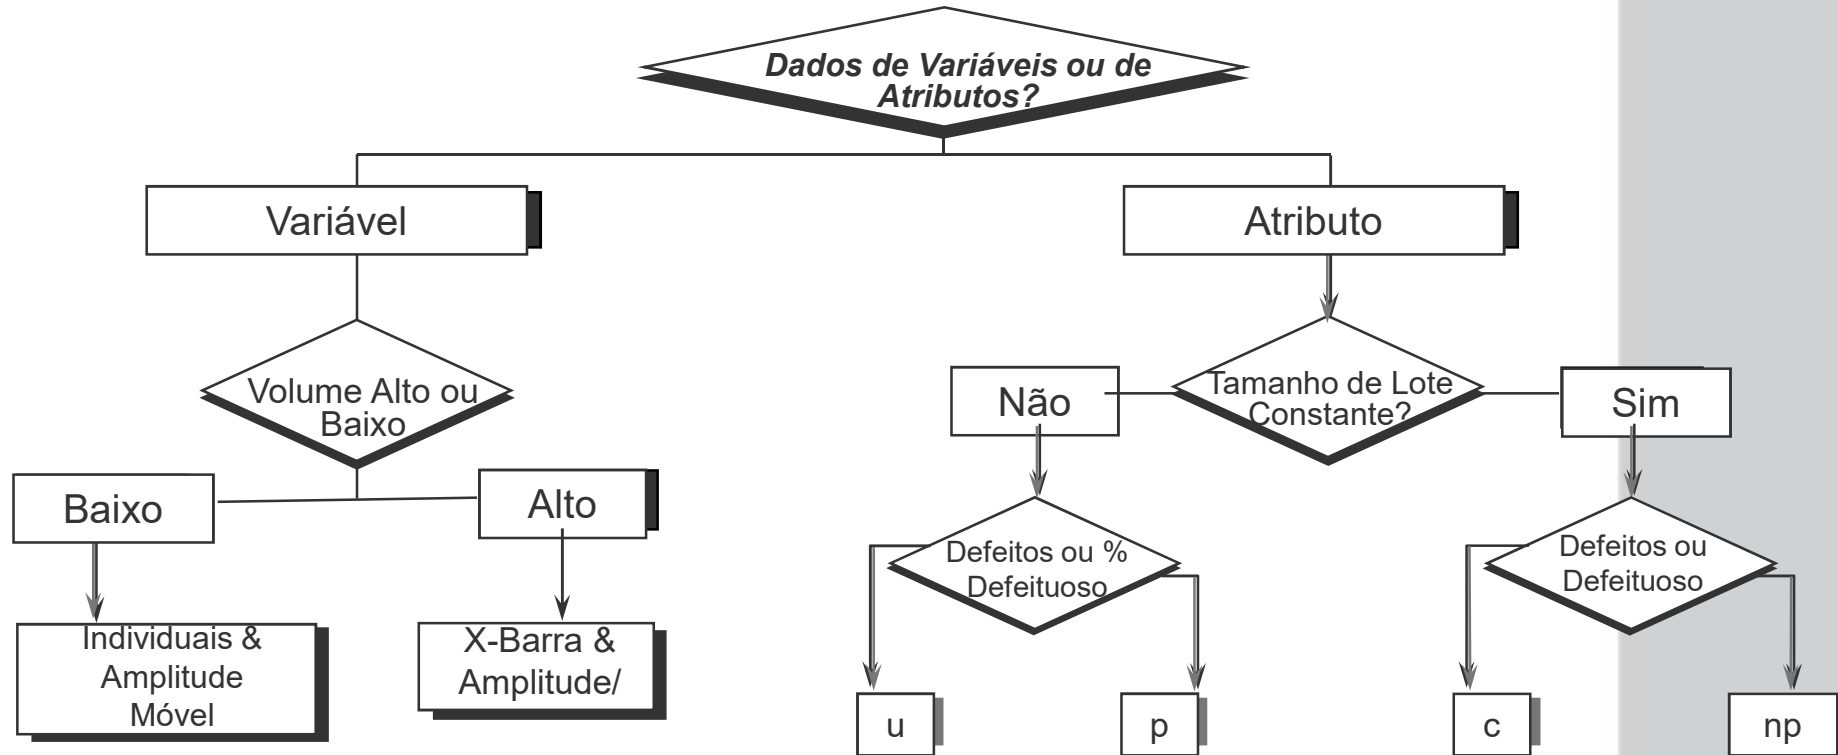 Dados de Variáveis ou de
Atributos?
Variável
Atributo
Volume Alto ou
Baixo
Tamanho de Lote
Constante?
Não
Sim
Baixo
Alto
Defeitos ou %
Defeituoso
Defeitos ou
Defeituoso
Individuais &
Amplitude
Móvel
X-Barra &
Amplitude/
u
p
c
np